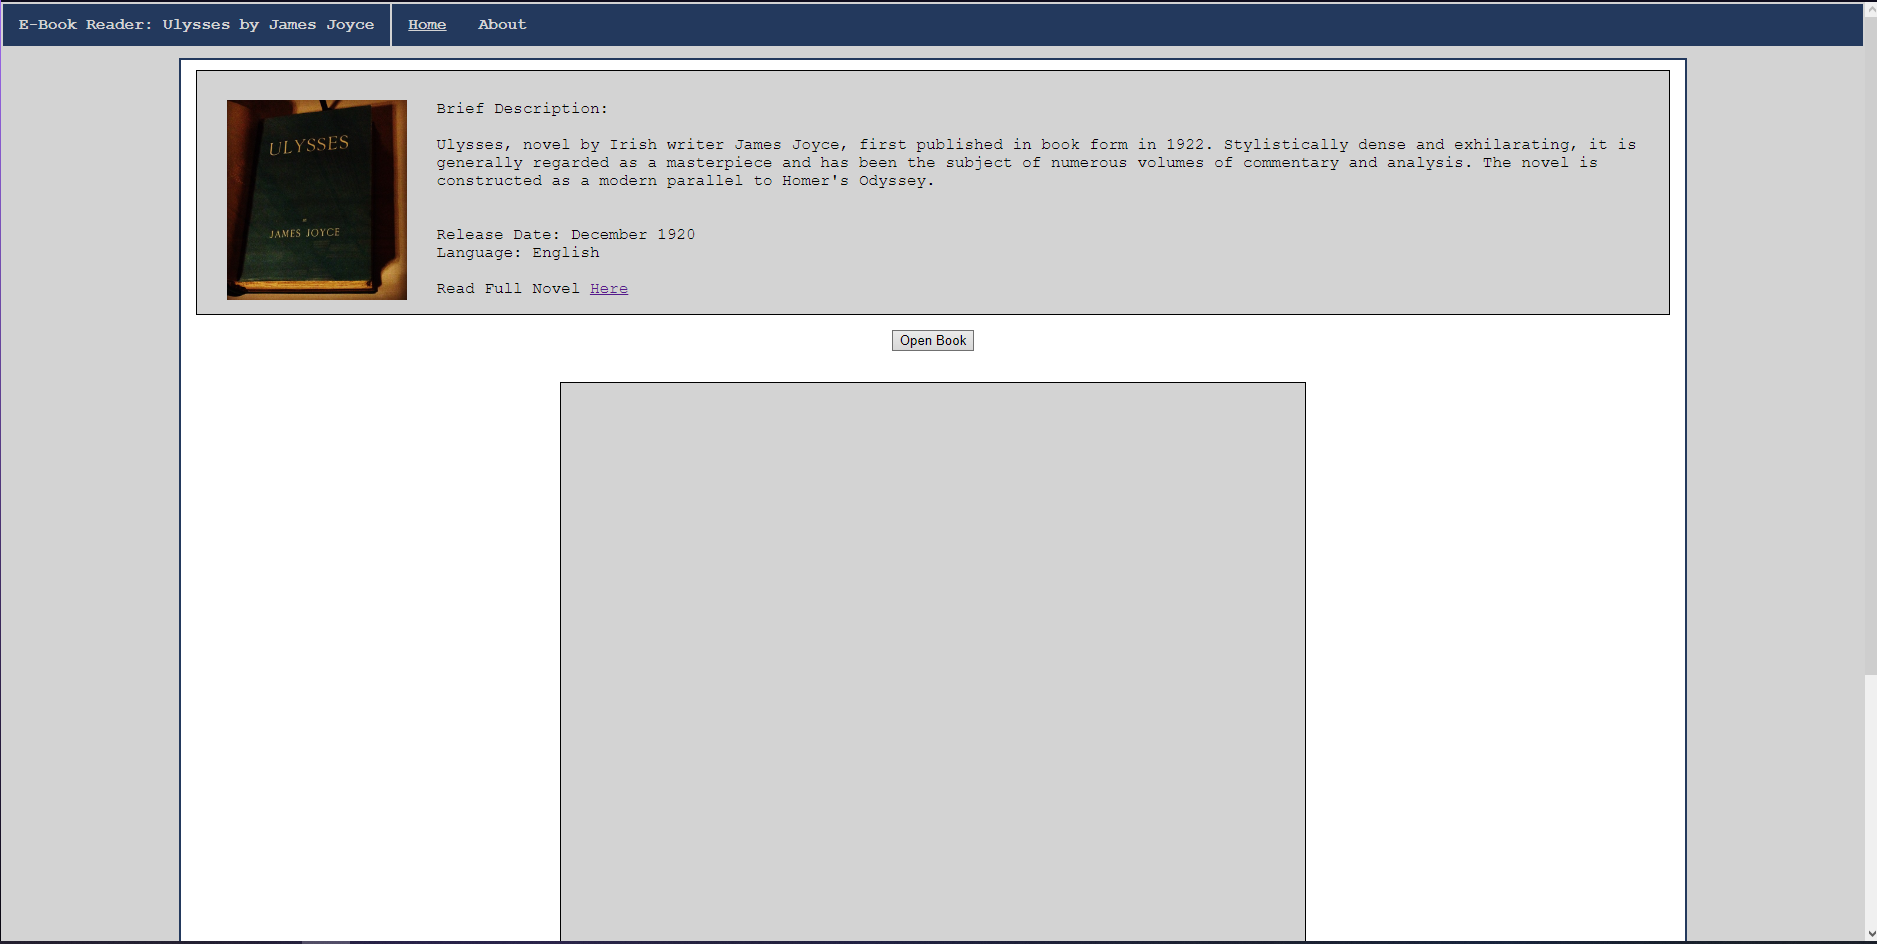 E-Book Reader: Ulysses by James Joyce Home About
ULYSSES
BY
JAMES JOYCE
Brief Description:
Ulysses, novel by Irish writer James Joyce, first published in book form in 1922. Stylistically dense and exhilarating, it is
generally regarded as a masterpiece and has been the subject of numerous volumes of commentary and analysis. The novel is
constructed as a modern parallel to Homer's Odyssey.
Release Date: December 1920
Language: English
Read Full Novel Here
Open Book